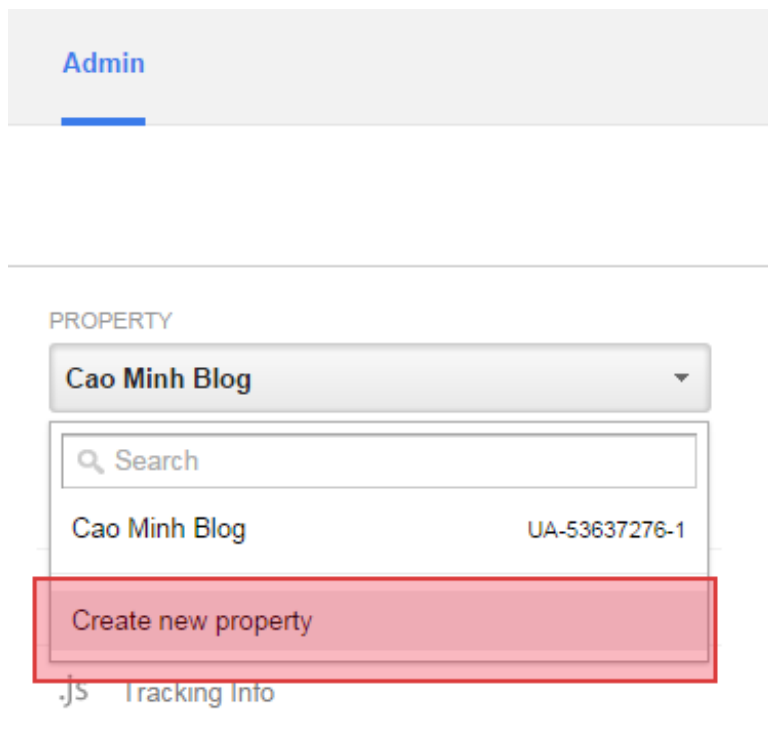 Admin
PROPERTY
Cao Minh Blog
Search
Cao Minh Blog UA-53637276-1
Create new property
.js Tracking Info